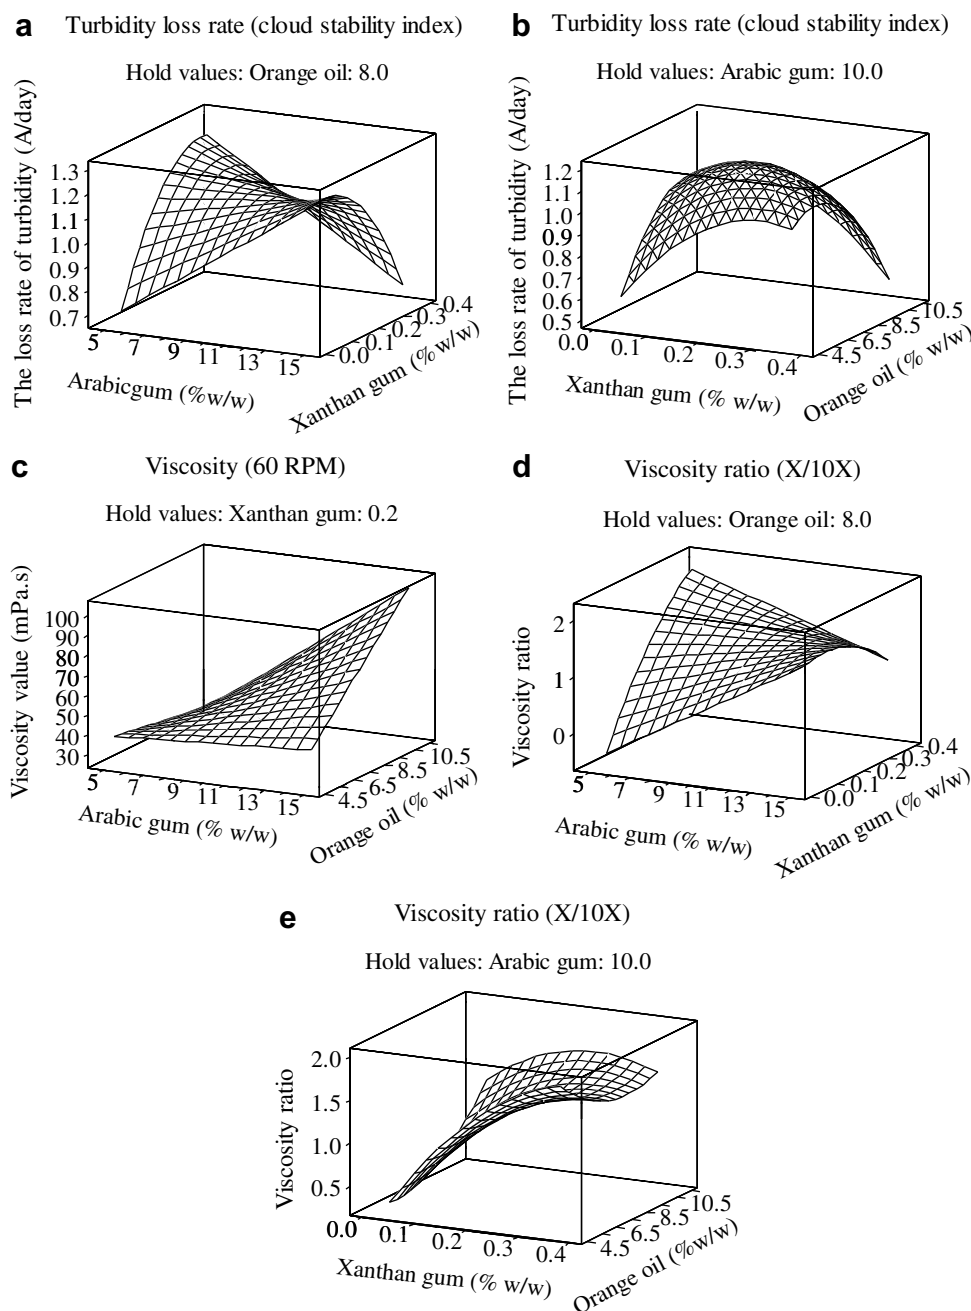 a Turbidity loss rate (cloud stability index)
Hold values: Orange oil: 8.0
The loss rate of turbidity (A/day)
1.3
1.2
1.1
1.0
0.9
0.8
0.7
5 7 9 11 13 15
Arabicgum (%w/w)
0.0 0.1 0.2 0.3 0.4
Xanthan gum (% w/w)
b Turbidity loss rate (cloud stability index)
Hold values: Arabic gum: 10.0
The loss rate of turbidity (A/day)
1.2
1.1
1.0
0.9
0.8
0.7
0.6
0.5
0.0 0.1 0.2 0.3 0.4
Xanthan gum (% w/w)
4.5 6.5 8.5 10.5
Orange oil (% w/w)
c Viscosity (60 RPM)
Hold values: Xanthan gum: 0.2
Viscosity value (mPa.s)
100
90
80
70
60
50
40
30
5 7 9 11 13 15
Arabic gum (% w/w)
4.5 6.5 8.5 10.5
Orange oil (% w/w)
d Viscosity ratio (X/10X)
Hold values: Orange oil: 8.0
Viscosity ratio
2
1
0
5 7 9 11 13 15
Arabic gum (% w/w)
0.0 0.1 0.2 0.3 0.4
Xanthan gum (% w/w)
e Viscosity ratio (X/10X)
Hold values: Arabic gum: 10.0
Viscosity ratio
2.0
1.5
1.0
0.5
0.0 0.1 0.2 0.3 0.4
Xanthan gum (% w/w)
4.5 6.5 8.5 10.5
Orange oil (%w/w)